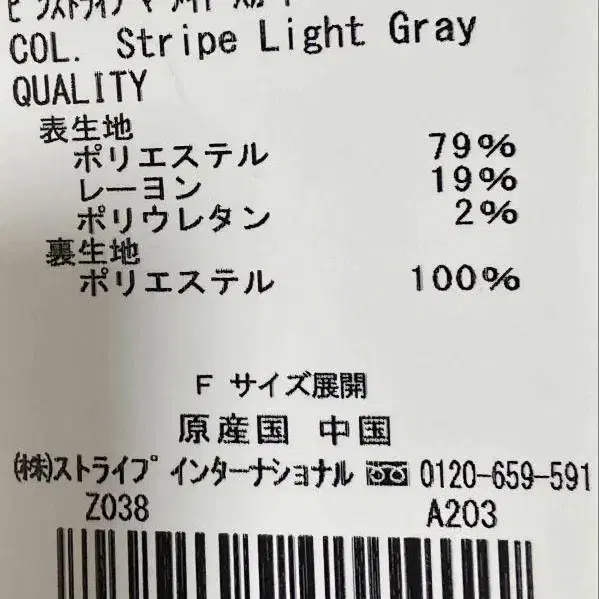 COL. Stripe Light Gray
QUALITY
表生地
ポリエステル 79%
レーヨン 19%
ポリウレタン 2%
裏生地
ポリエステル 100%
F サイズ展開
原産国 中国
(株)ストライプ インターナショナル 0120-659-591
Z038 A203